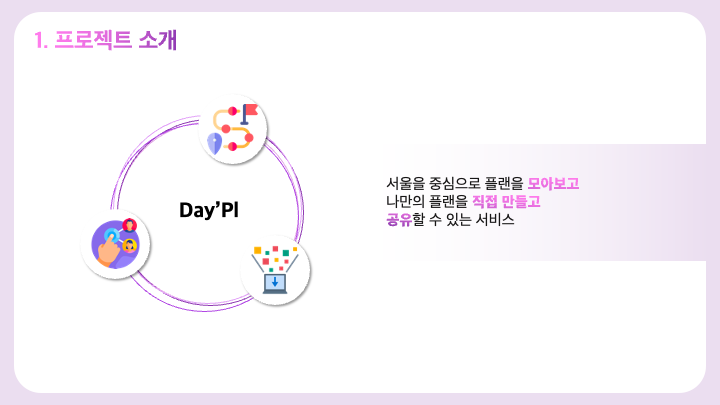 1. 프로젝트 소개
Day’Pl
서울을 중심으로 플랜을 모아보고
나만의 플랜을 직접 만들고
공유할 수 있는 서비스